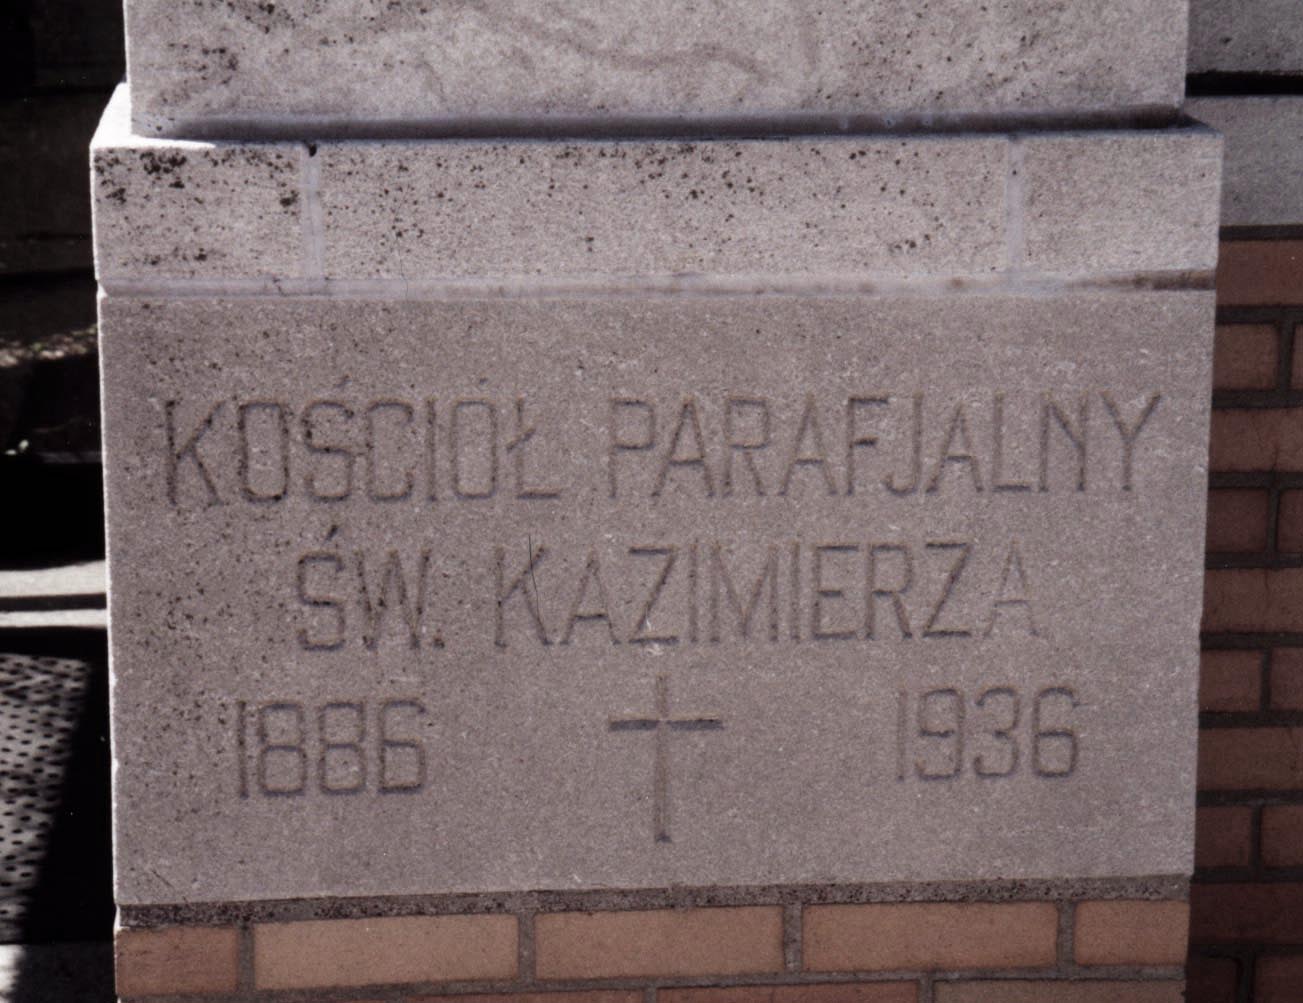 KOŚCIÓŁ PARAFJALNY
ŚW. KAZIMIERZA
1886 1936